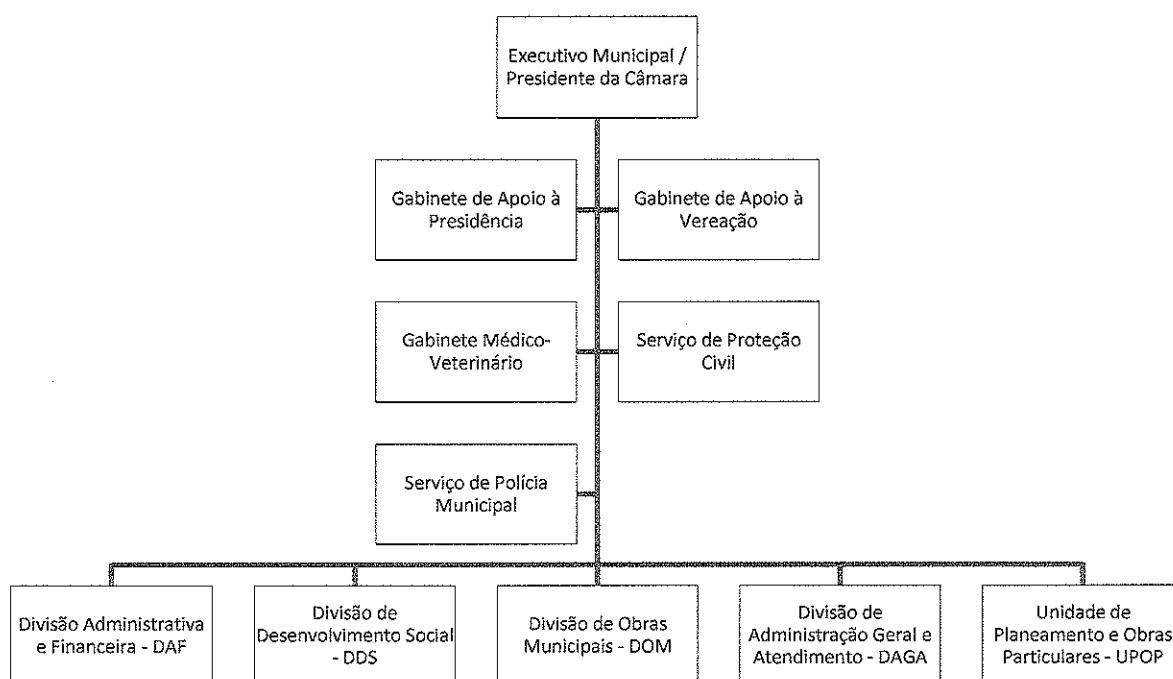 Executivo Municipal /
Presidente da Câmara
Gabinete de Apoio à
Presidência
Gabinete de Apoio à
Vereação
Gabinete Médico-
Veterinário
Serviço de Proteção
Civil
Serviço de Polícia
Municipal
Divisão Administrativa
e Financeira - DAF
Divisão de
Desenvolvimento Social
- DDS
Divisão de Obras
Municipais - DOM
Divisão de
Administração Geral e
Atendimento - DAGA
Unidade de
Planeamento e Obras
Particulares - UPOP